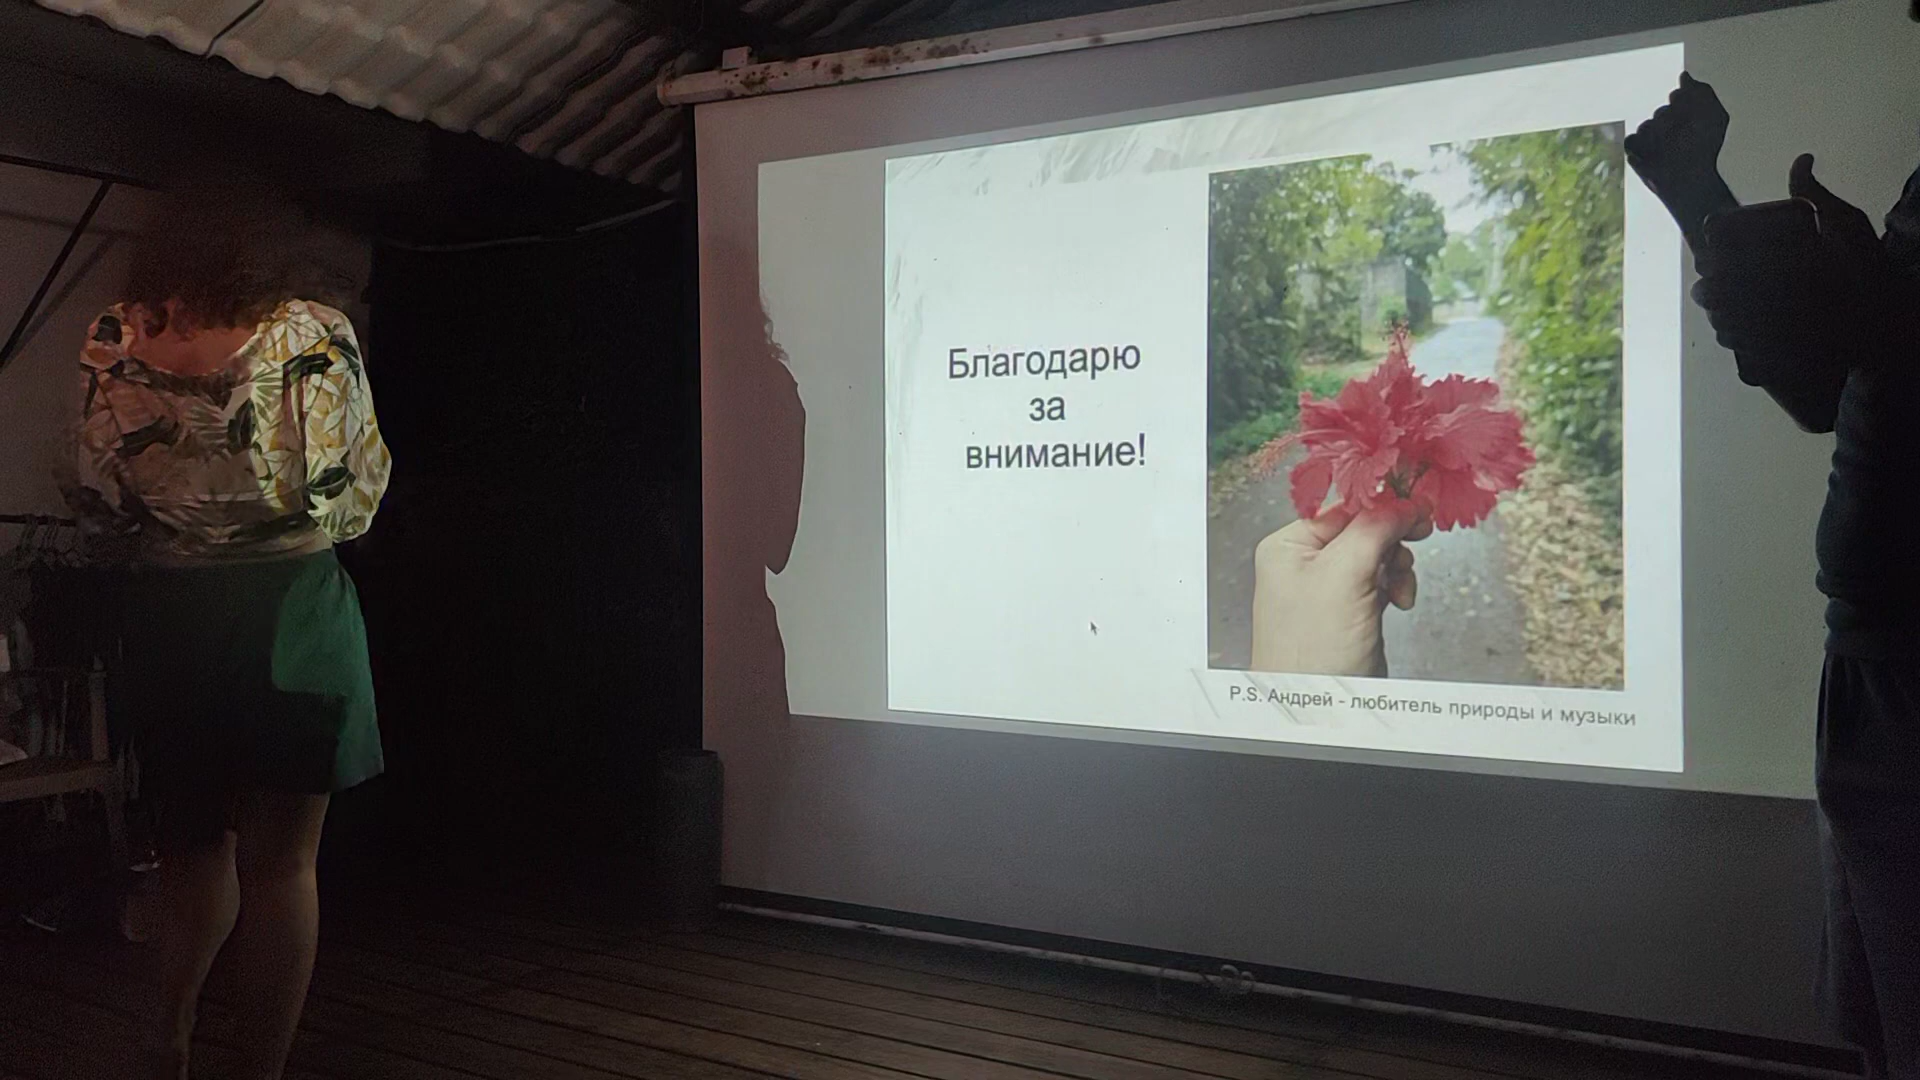 Благодарю
за
внимание!
P.S. Андрей - любитель природы и музыки